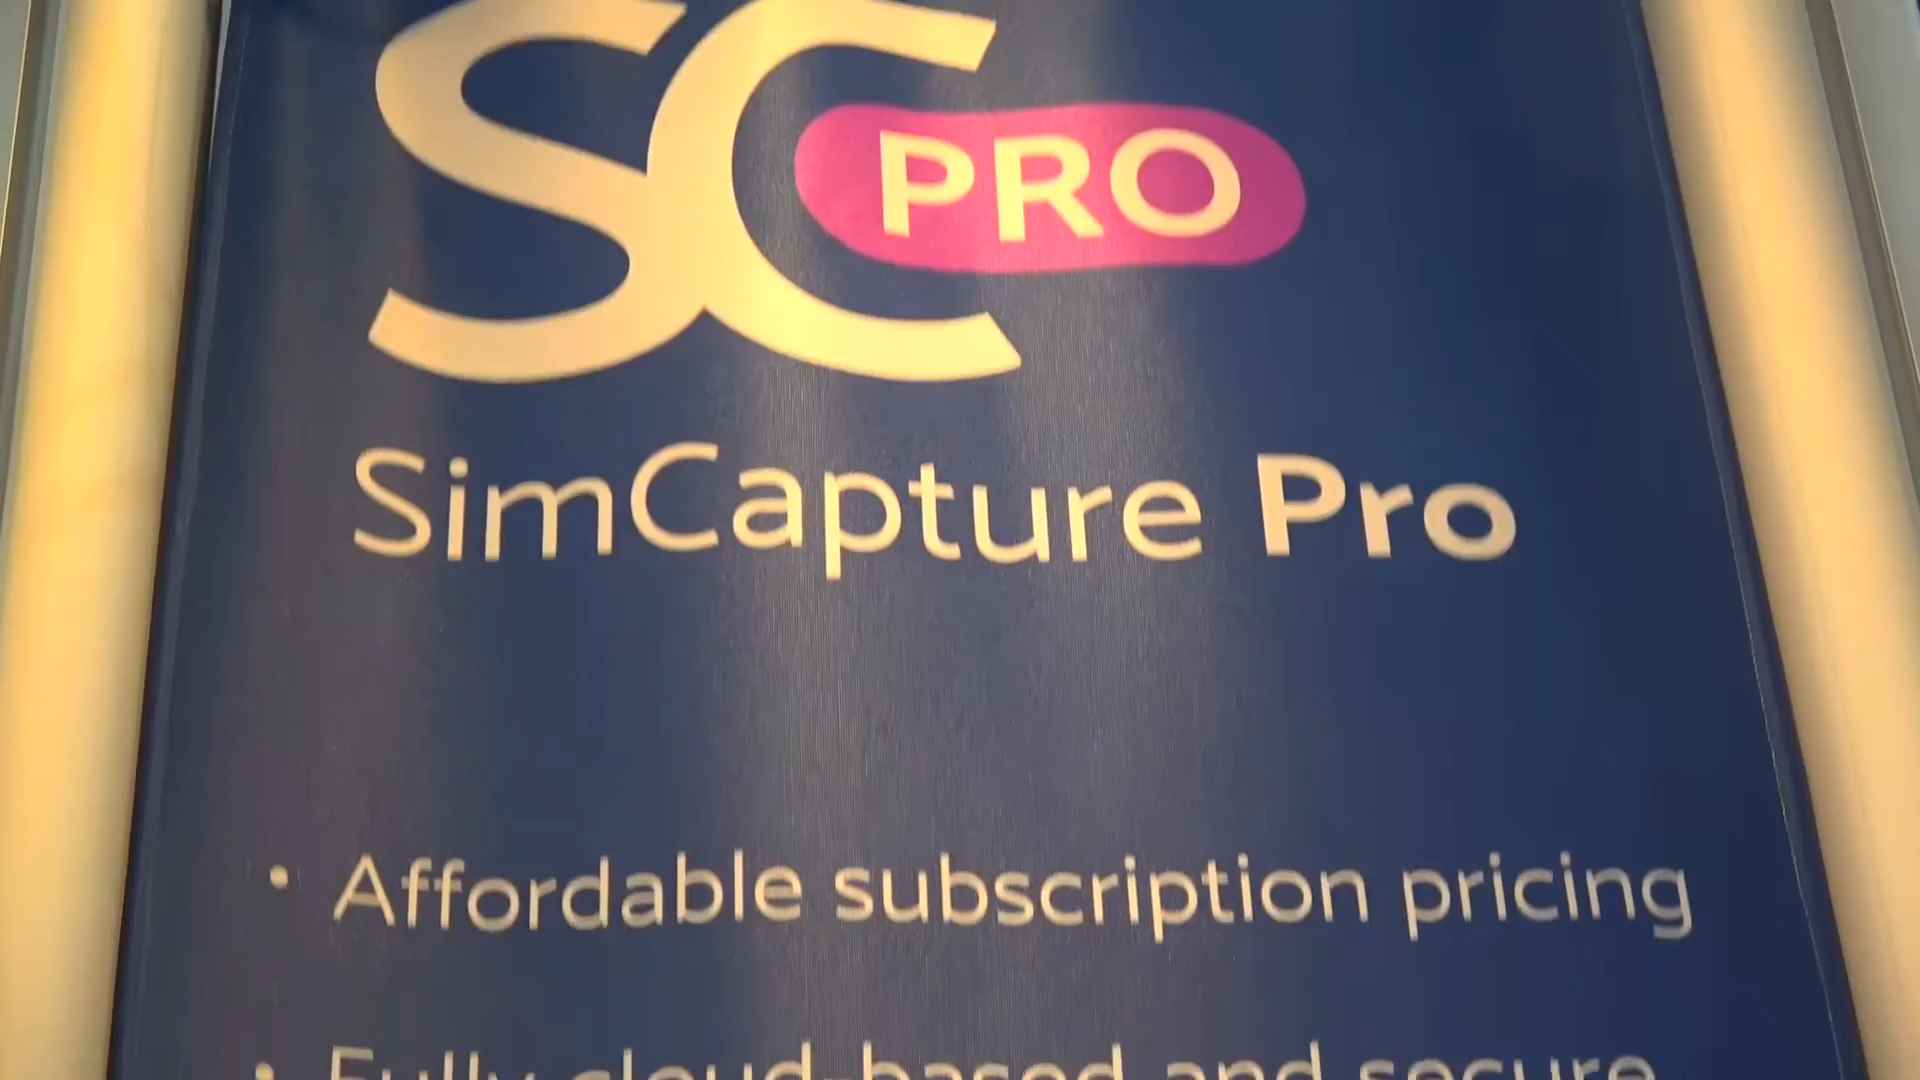 SC PRO
SimCapture Pro
• Affordable subscription pricing
• Fully cloud-based and secure